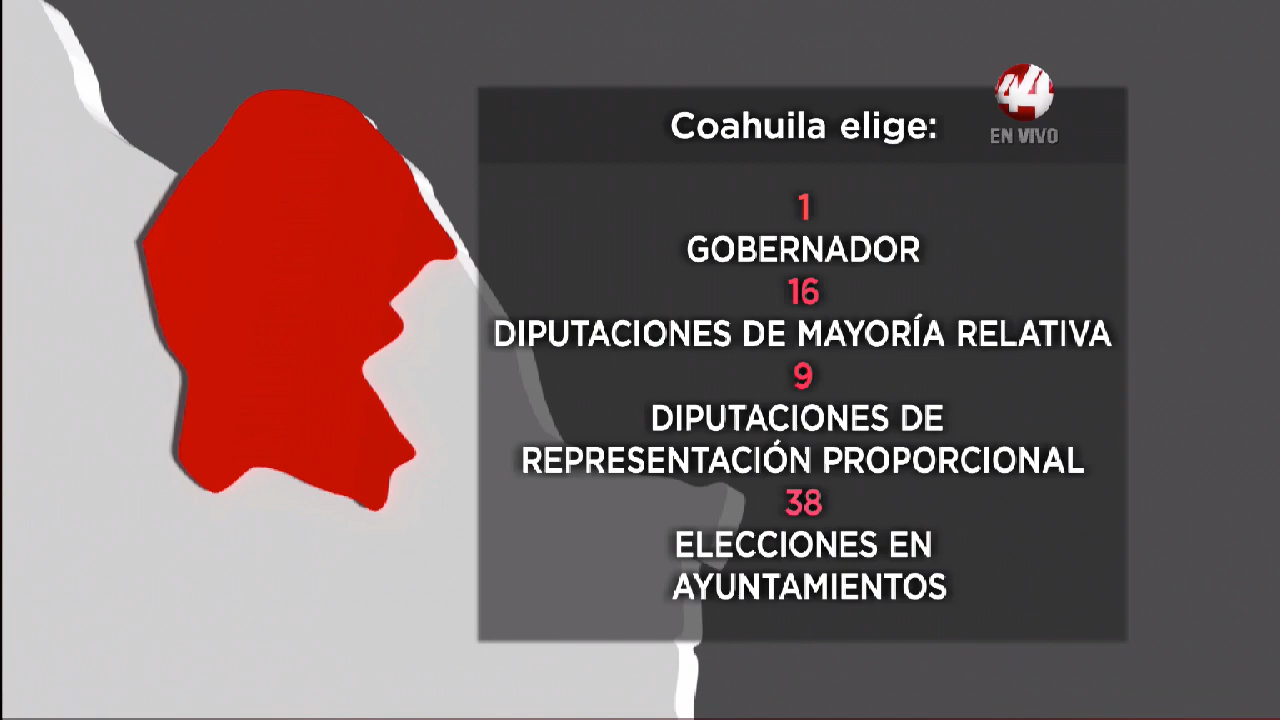 44
EN VIVO
Coahuila elige:
1
GOBERNADOR
16
DIPUTACIONES DE MAYORÍA RELATIVA
9
DIPUTACIONES DE
REPRESENTACIÓN PROPORCIONAL
38
ELECCIONES EN
AYUNTAMIENTOS